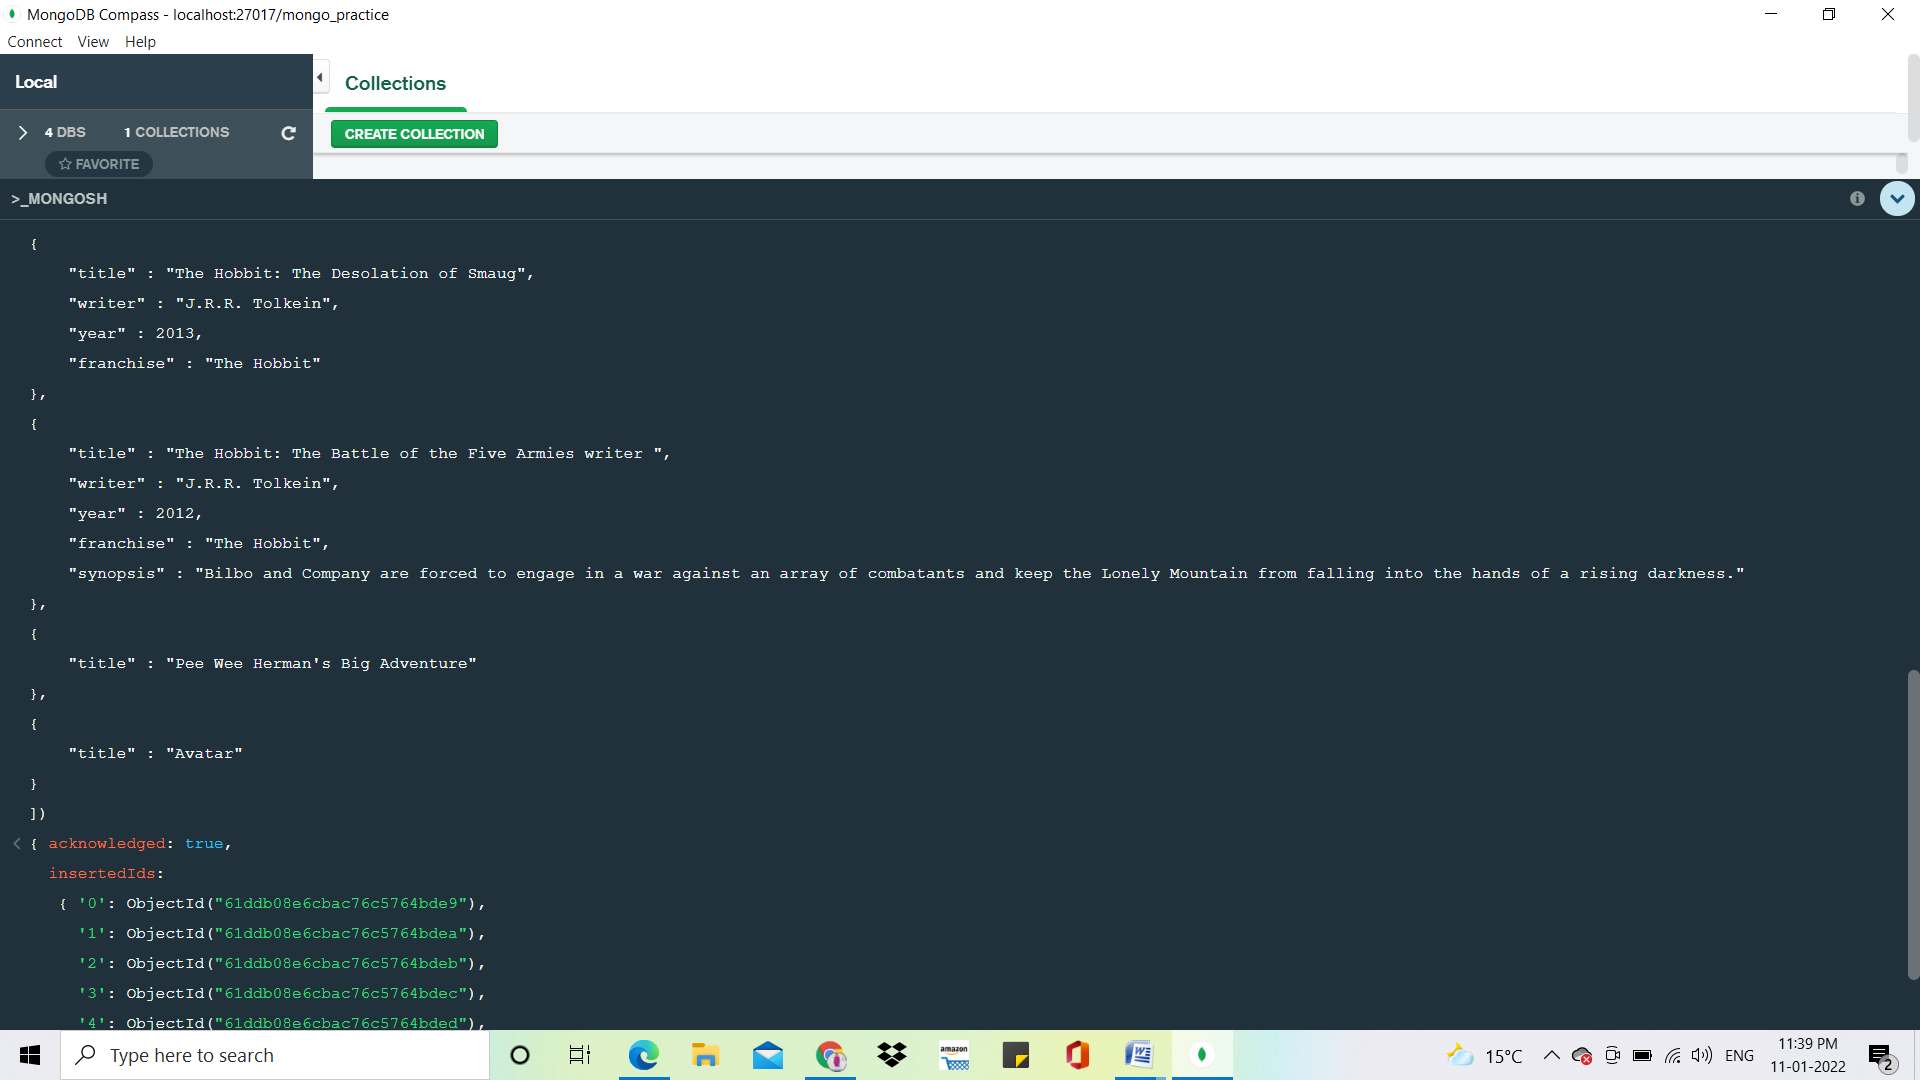 MongoDB Compass - localhost:27017/mongo_practice
Connect View Help
Local
Collections
4 DBS 1 COLLECTIONS
CREATE COLLECTION
FAVORITE
>_MONGOSH
{
"title" : "The Hobbit: The Desolation of Smaug",
"writer" : "J.R.R. Tolkein",
"year" : 2013,
"franchise" : "The Hobbit"
},
{
"title" : "The Hobbit: The Battle of the Five Armies writer ",
"writer" : "J.R.R. Tolkein",
"year" : 2012,
"franchise" : "The Hobbit",
"synopsis" : "Bilbo and Company are forced to engage in a war against an array of combatants and keep the Lonely Mountain from falling into the hands of a rising darkness."
},
{
"title" : "Pee Wee Herman's Big Adventure"
},
{
"title" : "Avatar"
}
])
< { acknowledged: true,
insertedIds:
{ '0': ObjectId("61ddb08e6cbac76c5764bde9"),
'1': ObjectId("61ddb08e6cbac76c5764bdea"),
'2': ObjectId("61ddb08e6cbac76c5764bdeb"),
'3': ObjectId("61ddb08e6cbac76c5764bdec"),
'4': ObjectId("61ddb08e6cbac76c5764bded"),
Type here to search
amazon
W
15°C
ENG
11:39 PM
11-01-2022
2